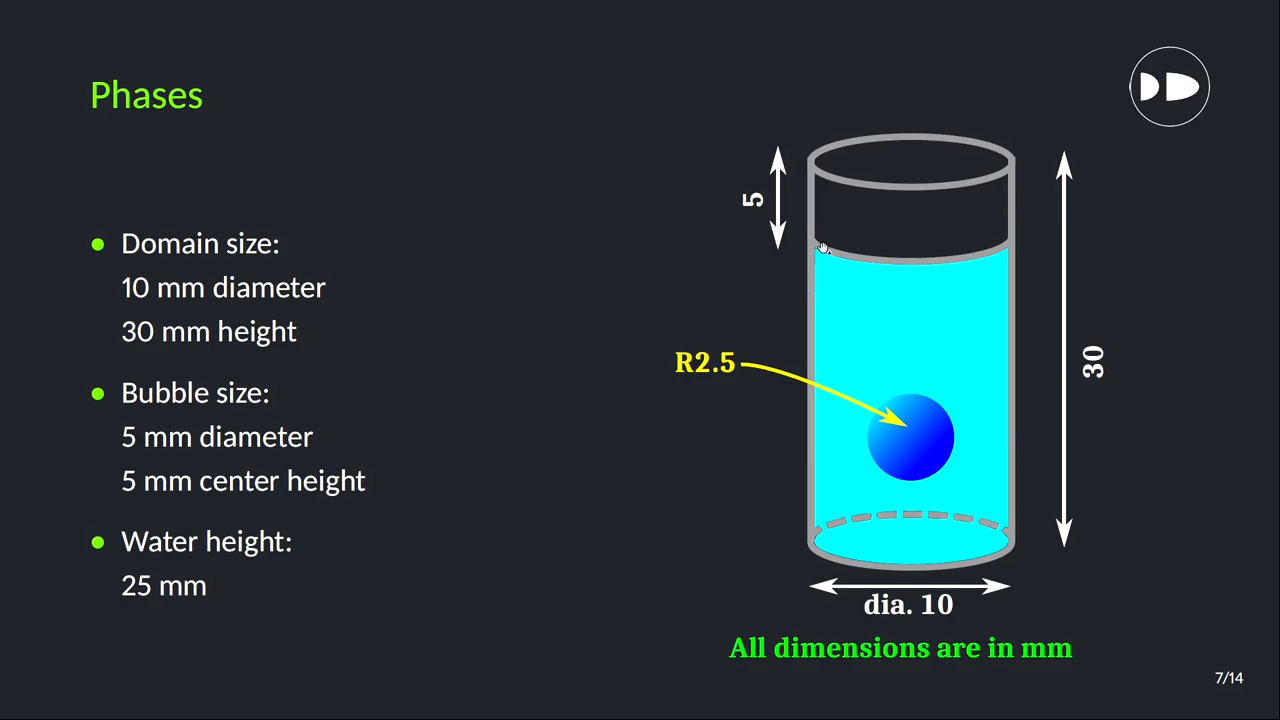 Phases
• Domain size:
10 mm diameter
30 mm height
• Bubble size:
5 mm diameter
5 mm center height
• Water height:
25 mm
5
30
R2.5
dia. 10
All dimensions are in mm
7/14